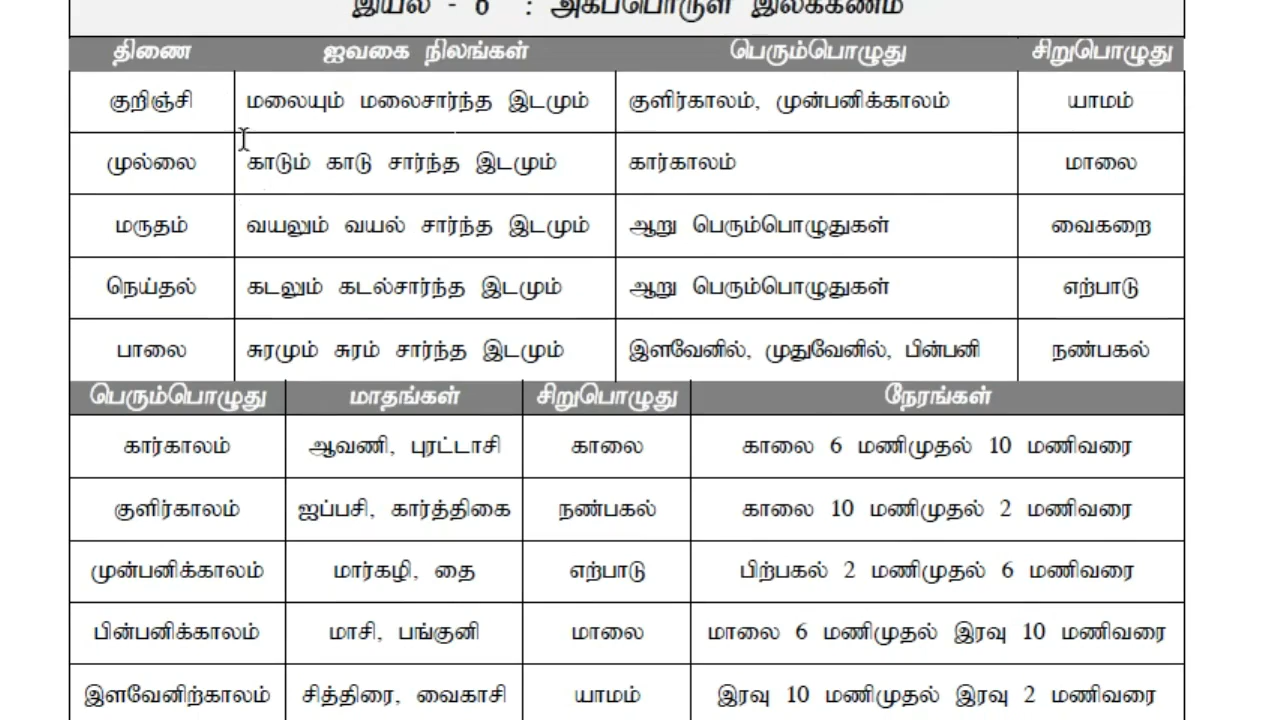 இயல் - 6 : அகப்பொருள் இலக்கணம்
திணை ஐவகை நிலங்கள் பெரும்பொழுது சிறுபொழுது
குறிஞ்சி மலையும் மலைசார்ந்த இடமும் குளிர்காலம், முன்பனிக்காலம் யாமம்
முல்லை காடும் காடு சார்ந்த இடமும் கார்காலம் மாலை
மருதம் வயலும் வயல் சார்ந்த இடமும் ஆறு பெரும்பொழுதுகள் வைகறை
நெய்தல் கடலும் கடல்சார்ந்த இடமும் ஆறு பெரும்பொழுதுகள் எற்பாடு
பாலை சுரமும் சுரம் சார்ந்த இடமும் இளவேனில், முதுவேனில், பின்பனி நண்பகல்
பெரும்பொழுது மாதங்கள் சிறுபொழுது நேரங்கள்
கார்காலம் ஆவணி, புரட்டாசி காலை காலை 6 மணிமுதல் 10 மணிவரை
குளிர்காலம் ஐப்பசி, கார்த்திகை நண்பகல் காலை 10 மணிமுதல் 2 மணிவரை
முன்பனிக்காலம் மார்கழி, தை எற்பாடு பிற்பகல் 2 மணிமுதல் 6 மணிவரை
பின்பனிக்காலம் மாசி, பங்குனி மாலை மாலை 6 மணிமுதல் இரவு 10 மணிவரை
இளவேனிற்காலம் சித்திரை, வைகாசி யாமம் இரவு 10 மணிமுதல் இரவு 2 மணிவரை